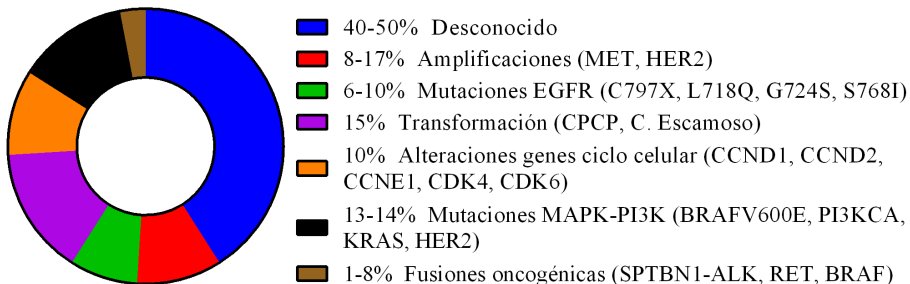 40-50% Desconocido
8-17% Amplificaciones (MET, HER2)
6-10% Mutaciones EGFR (C797X, L718Q, G724S, S768I)
15% Transformación (CPCP, C. Escamoso)
10% Alteraciones genes ciclo celular (CCND1, CCND2,
CCNE1, CDK4, CDK6)
13-14% Mutaciones MAPK-PI3K (BRAFV600E, PI3KCA,
KRAS, HER2)
1-8% Fusiones oncogénicas (SPTBN1-ALK, RET, BRAF)